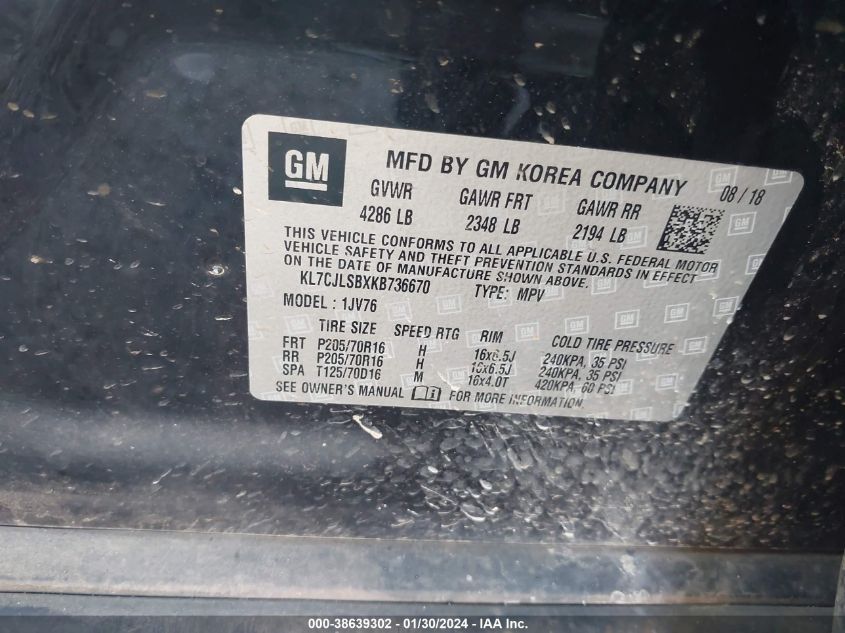 GM
MFD BY GM KOREA COMPANY
08 / 18
GVWR GAWR FRT GAWR RR
4286 LB 2348 LB 2194 LB
THIS VEHICLE CONFORMS TO ALL APPLICABLE U.S. FEDERAL MOTOR
VEHICLE SAFETY AND THEFT PREVENTION STANDARDS IN EFFECT
ON THE DATE OF MANUFACTURE SHOWN ABOVE.
KL7CJLSBXKB736670 TYPE: MPV
MODEL : 1JV76
TIRE SIZE SPEED RTG RIM COLD TIRE PRESSURE
FRT P205/70R16 H 16x6.5J 240KPA, 35 PSI
RR P205/70R16 H 16x6.5J 240KPA, 35 PSI
SPA T125/70D16 M 16x4.0T 420KPA, 60 PSI
SEE OWNER'S MANUAL FOR MORE INFORMATION.
000-38639302 - 01/30/2024 - IAA Inc.